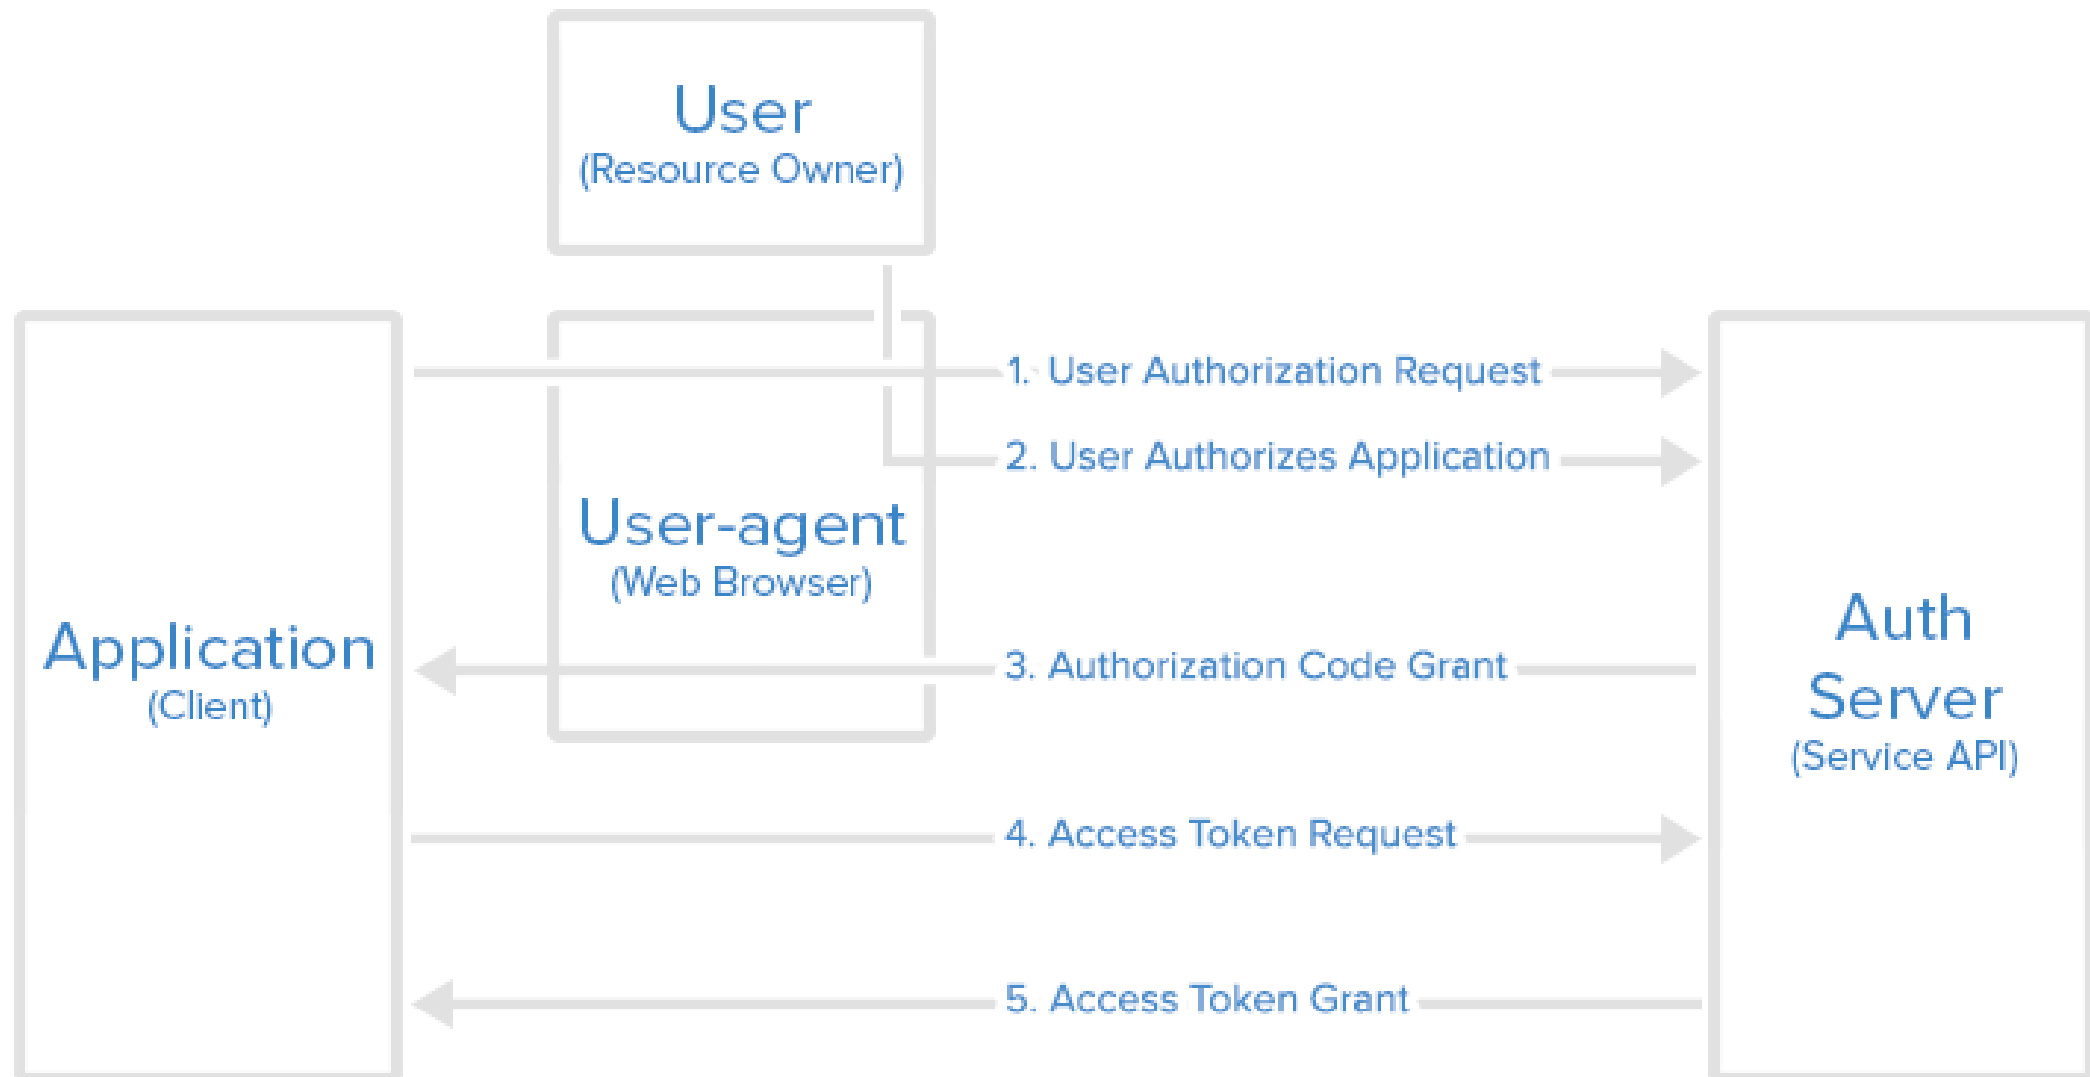 User
(Resource Owner)
1. User Authorization Request
2. User Authorizes Application
User-agent
(Web Browser)
Application
(Client)
3. Authorization Code Grant
Auth
Server
(Service API)
4. Access Token Request
5. Access Token Grant